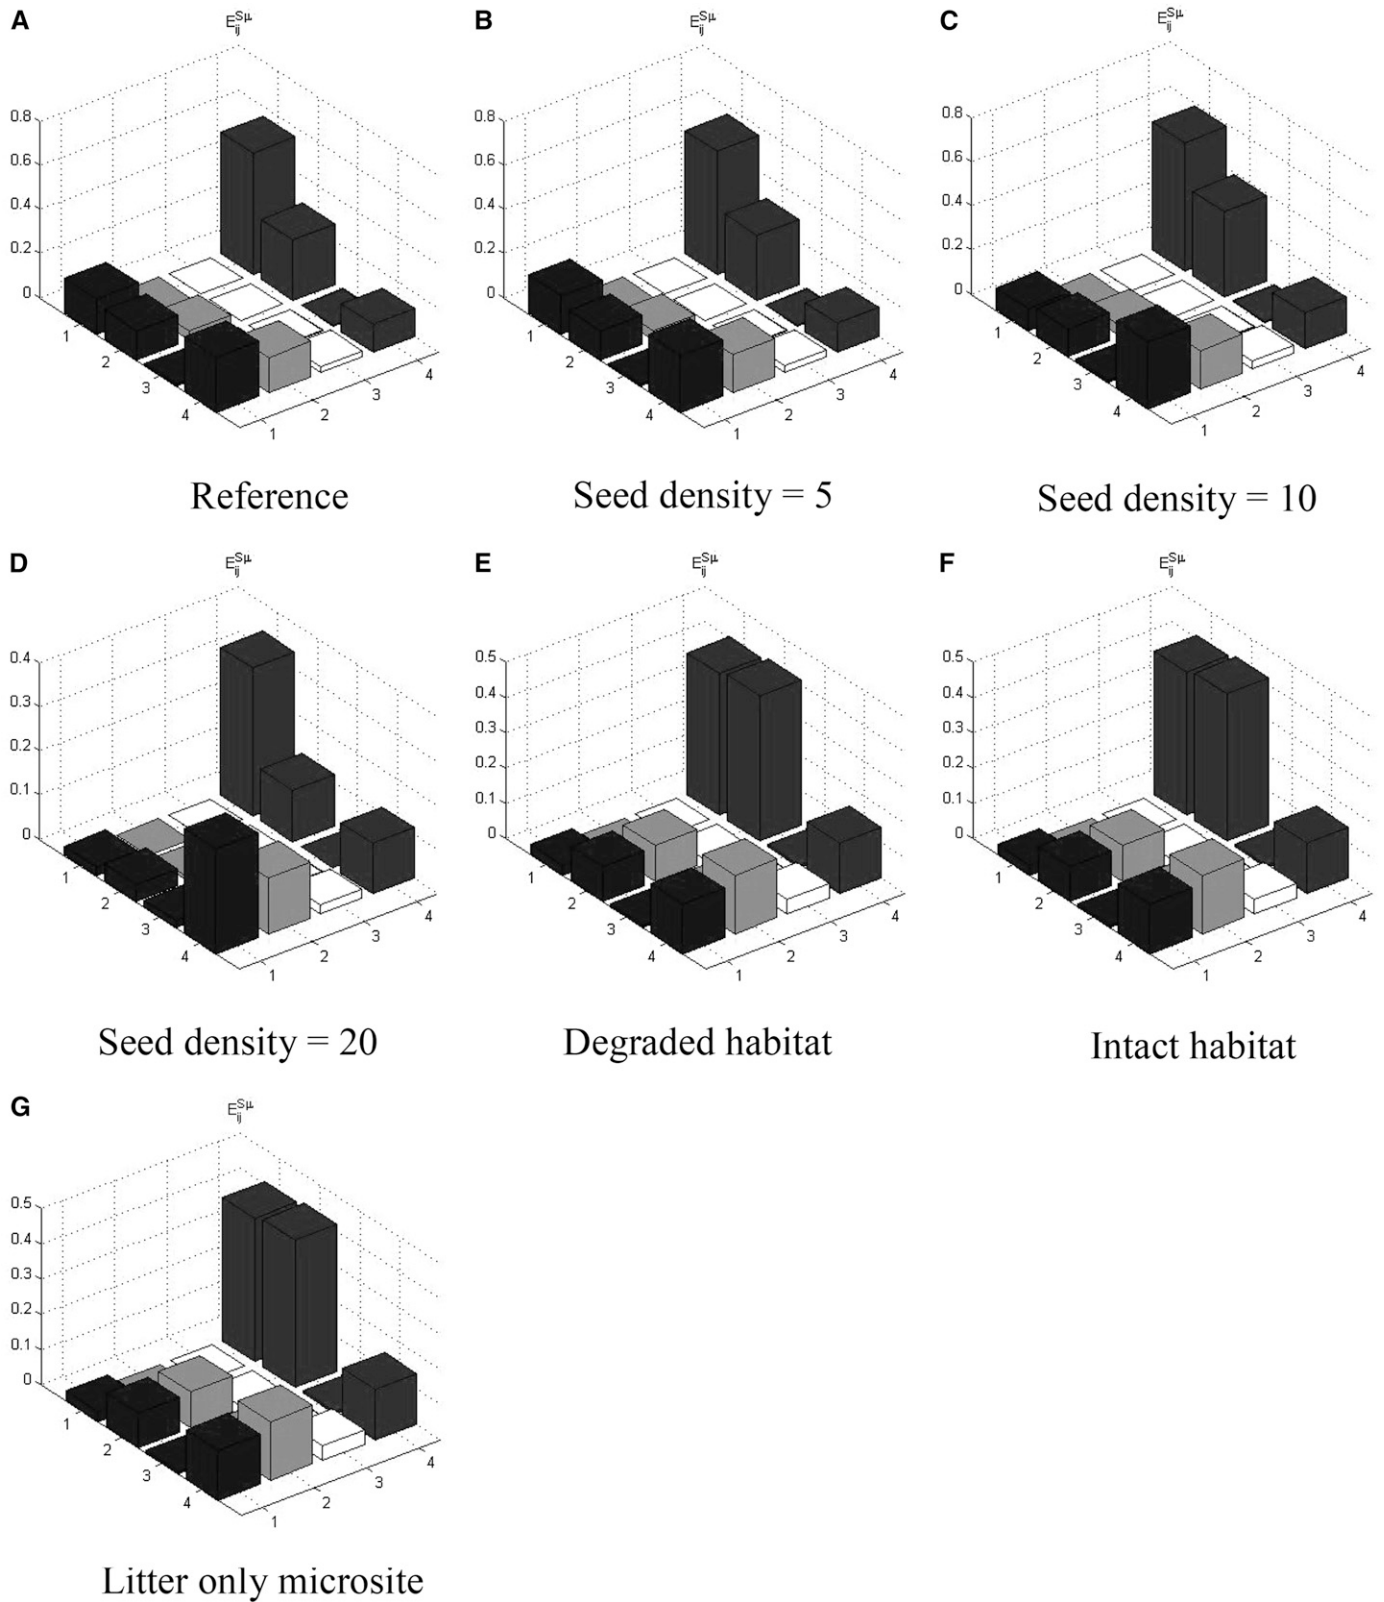 A B C
E_ij^Sμ E_ij^Sμ E_ij^Sμ
0.8 0.8 0.8
0.6 0.6 0.6
0.4 0.4 0.4
0.2 0.2 0.2
0 0 0
1 2 3 4 1 2 3 4
1 2 3 4 1 2 3 4
1 2 3 4 1 2 3 4
Reference
Seed density = 5
Seed density = 10
D E F
E_ij^Sμ E_ij^Sμ E_ij^Sμ
0.4 0.5 0.5
0.3 0.4 0.4
0.2 0.3 0.3
0.1 0.2 0.2
0 0.1 0.1
0 0
1 2 3 4 1 2 3 4
1 2 3 4 1 2 3 4
1 2 3 4 1 2 3 4
Seed density = 20
Degraded habitat
Intact habitat
G
E_ij^Sμ
0.5
0.4
0.3
0.2
0.1
0
1 2 3 4 1 2 3 4
Litter only microsite